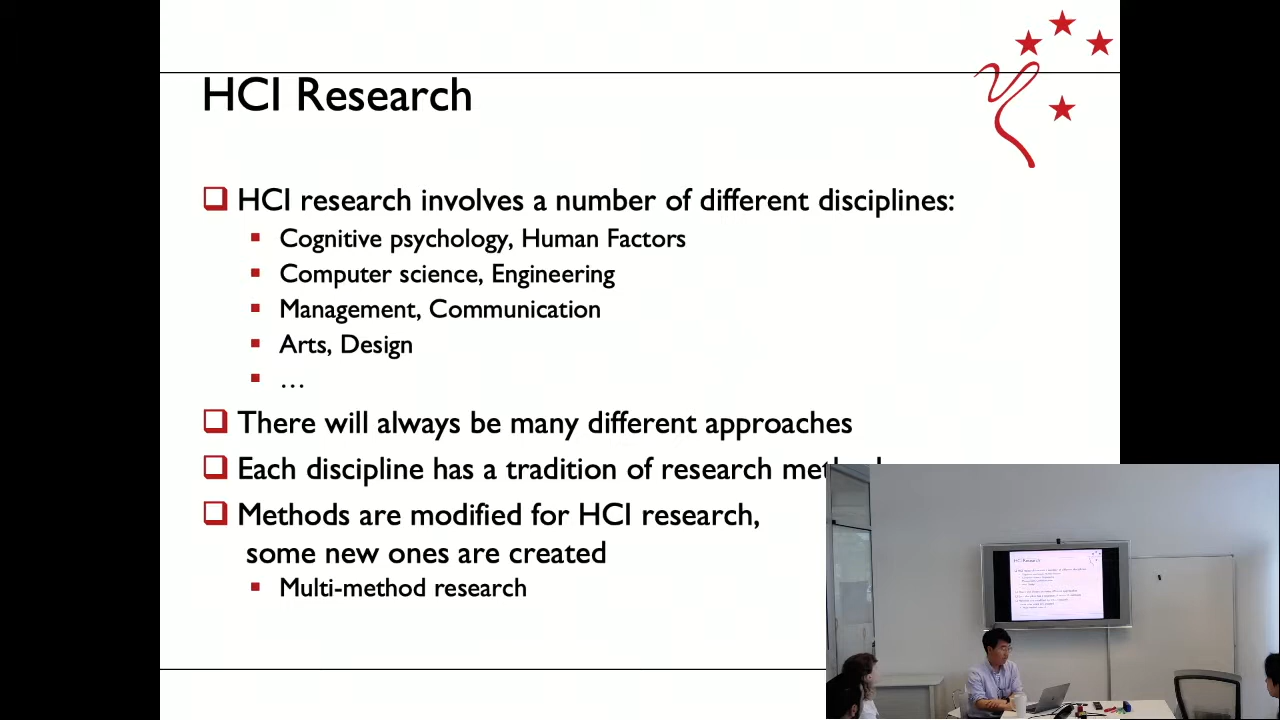 HCI Research
HCI research involves a number of different disciplines:
Cognitive psychology, Human Factors
Computer science, Engineering
Management, Communication
Arts, Design
...
There will always be many different approaches
Each discipline has a tradition of research
Methods are modified for HCI research,
some new ones are created
Multi-method research
HCI Research